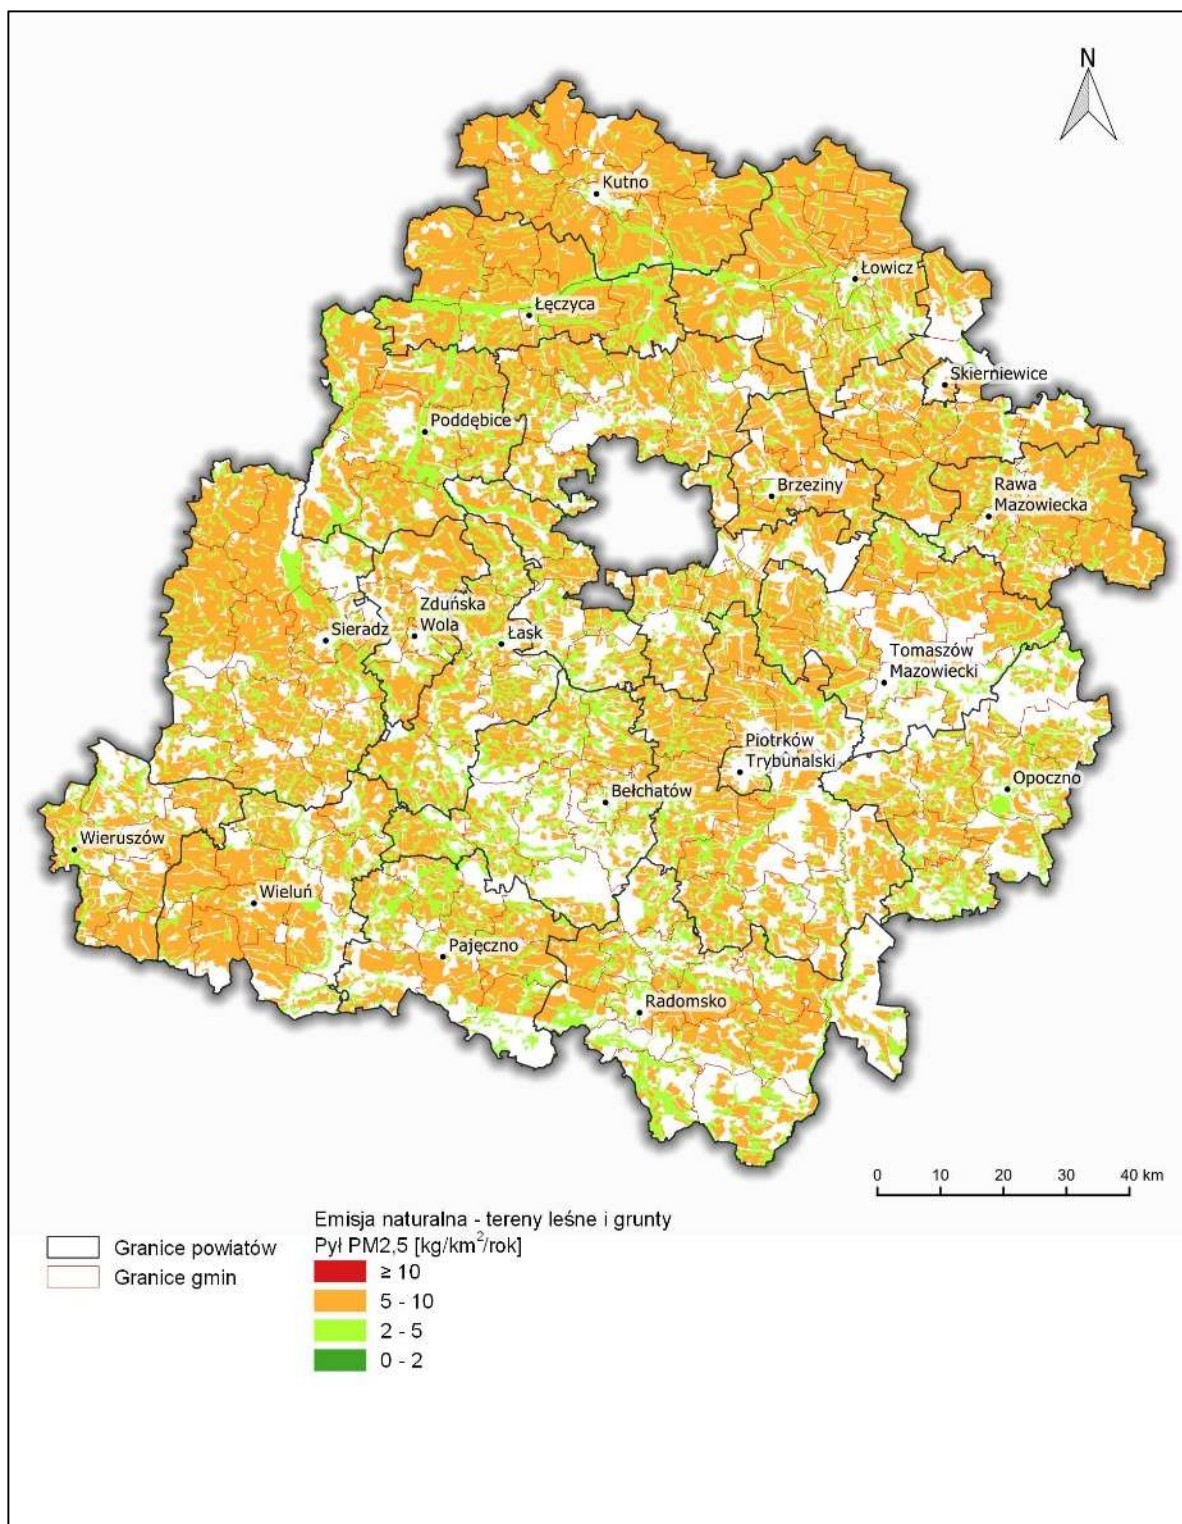 N
Kutno
Łowicz
Łęczyca
Skierniewice
Poddębice
Brzeziny
Rawa
Mazowiecka
Zduńska
Wola
Sieradz
Łask
Tomaszów
Mazowiecki
Piotrków
Trybunalski
Opoczno
Bełchatów
Wieruszów
Wieluń
Pajęczno
Radomsko
0 10 20 30 40 km
Emisja naturalna - tereny leśne i grunty
Pył PM2,5 [kg/km²/rok]
Granice powiatów
Granice gmin
≥ 10
5 - 10
2 - 5
0 - 2